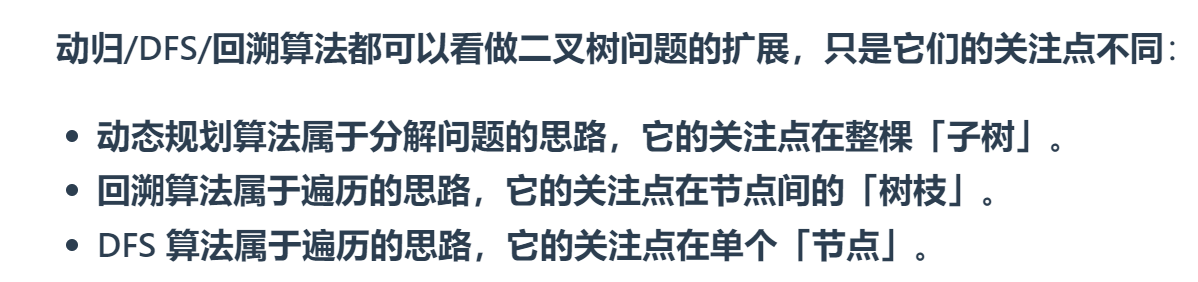 动归/DFS/回溯算法都可以看做二叉树问题的扩展，只是它们的关注点不同：
• 动态规划算法属于分解问题的思路，它的关注点在整棵「子树」。
• 回溯算法属于遍历的思路，它的关注点在节点间的「树枝」。
• DFS 算法属于遍历的思路，它的关注点在单个「节点」。